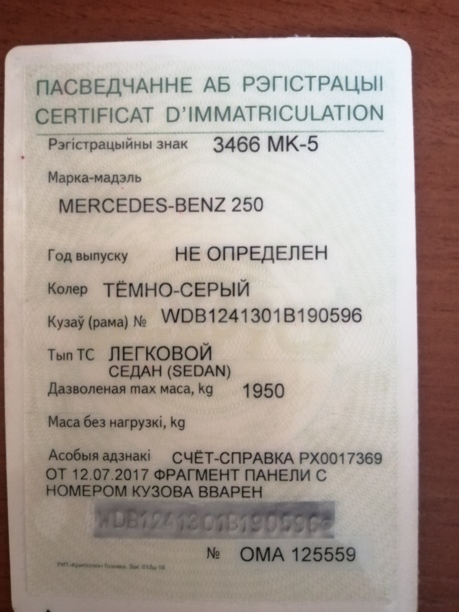 ПАСВЕДЧАННЕ АБ РЭГІСТРАЦЫІ
CERTIFICAT D'IMMATRICULATION
Рэгістрацыйны знак 3466 МК-5
Марка-мадэль
MERCEDES-BENZ 250
Год выпуску НЕ ОПРЕДЕЛЕН
Колер ТЁМНО-СЕРЫЙ
Кузаў (рама) № WDB1241301B190596
Тып ТС ЛЕГКОВОЙ
СЕДАН (SEDAN)
Дазволеная max маса, kg 1950
Маса без нагрузкі, kg
Асобыя адзнакі СЧЁТ-СПРАВКА РХ0017369
ОТ 12.07.2017 ФРАГМЕНТ ПАНЕЛИ С
НОМЕРОМ КУЗОВА ВВАРЕН
WDB1241301B190596
№ ОМА 125559